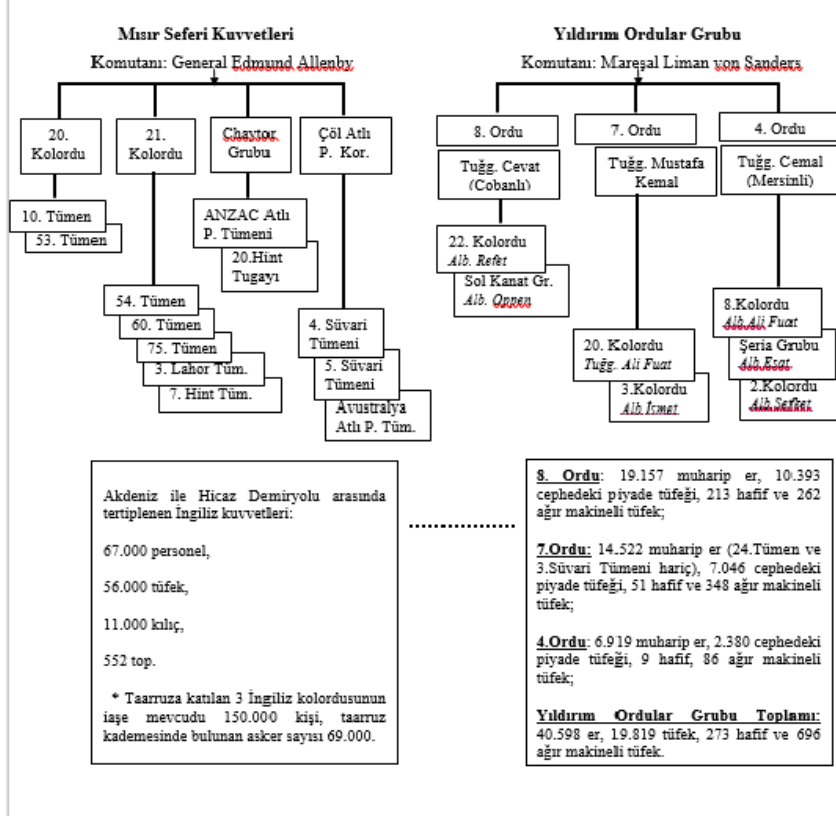 Mısır Seferi Kuvvetleri
Komutanı: General Edmund Allenby
20.
Kolordu
21.
Kolordu
Chaytor
Grubu
Çöl Atlı
P. Kor.
10. Tümen
53. Tümen
ANZAC Atlı
P. Tümeni
20.Hint
Tugayı
54. Tümen
60. Tümen
75. Tümen
3. Lahor Tüm.
7. Hint Tüm.
4. Süvari
Tümeni
5. Süvari
Tümeni
Avustralya
Atlı P. Tüm.
Yıldırım Ordular Grubu
Komutanı: Mareşal Liman von Sanders
8. Ordu
7. Ordu
4. Ordu
Tuğg. Cevat
(Çobanlı)
Tuğg. Mustafa
Kemal
Tuğg. Cemal
(Mersinli)
22. Kolordu
Alb. Refet
Sol Kanat Gr.
Alb. Oppen
20. Kolordu
Tuğg. Ali Fuat
3.Kolordu
Alb.İsmet
8.Kolordu
Alb.Ali Fuat
Şeria Grubu
Alb.Esat
2.Kolordu
Alb.Sefket
Akdeniz ile Hicaz Demiryolu arasında
tertiplenen İngiliz kuvvetleri:
67.000 personel,
56.000 tüfek,
11.000 kılıç,
552 top.
* Taarruza katılan 3 İngiliz kolordusunun
iaşe mevcudu 150.000 kişi, taarruz
kademesinde bulunan asker sayısı 69.000.
8. Ordu: 19.157 muharip er, 10.393
cephedeki piyade tüfeği, 213 hafif ve 262
ağır makineli tüfek;
7.Ordu: 14.522 muharip er (24.Tümen ve
3.Süvari Tümeni hariç), 7.046 cephedeki
piyade tüfeği, 51 hafif ve 348 ağır makineli
tüfek;
4.Ordu: 6.919 muharip er, 2.380 cephedeki
piyade tüfeği, 9 hafif, 86 ağır makineli
tüfek;
Yıldırım Ordular Grubu Toplamı:
40.598 er, 19.819 tüfek, 273 hafif ve 696
ağır makineli tüfek.